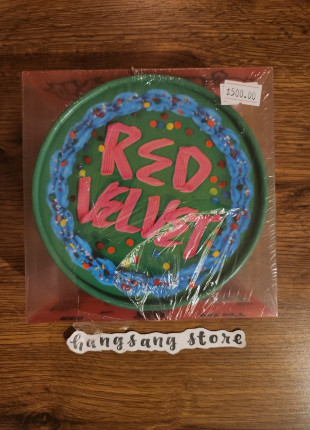 $500.00
RED
VELVET
hangsang store